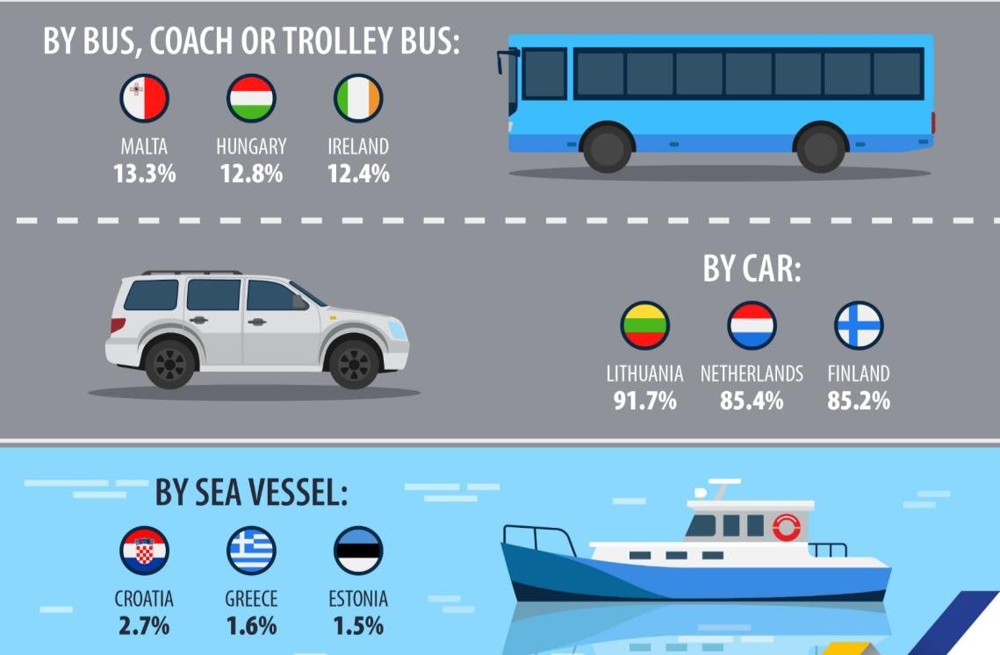 BY BUS, COACH OR TROLLEY BUS:
MALTA HUNGARY IRELAND
13.3% 12.8% 12.4%
BY CAR:
LITHUANIA NETHERLANDS FINLAND
91.7% 85.4% 85.2%
BY SEA VESSEL:
CROATIA GREECE ESTONIA
2.7% 1.6% 1.5%